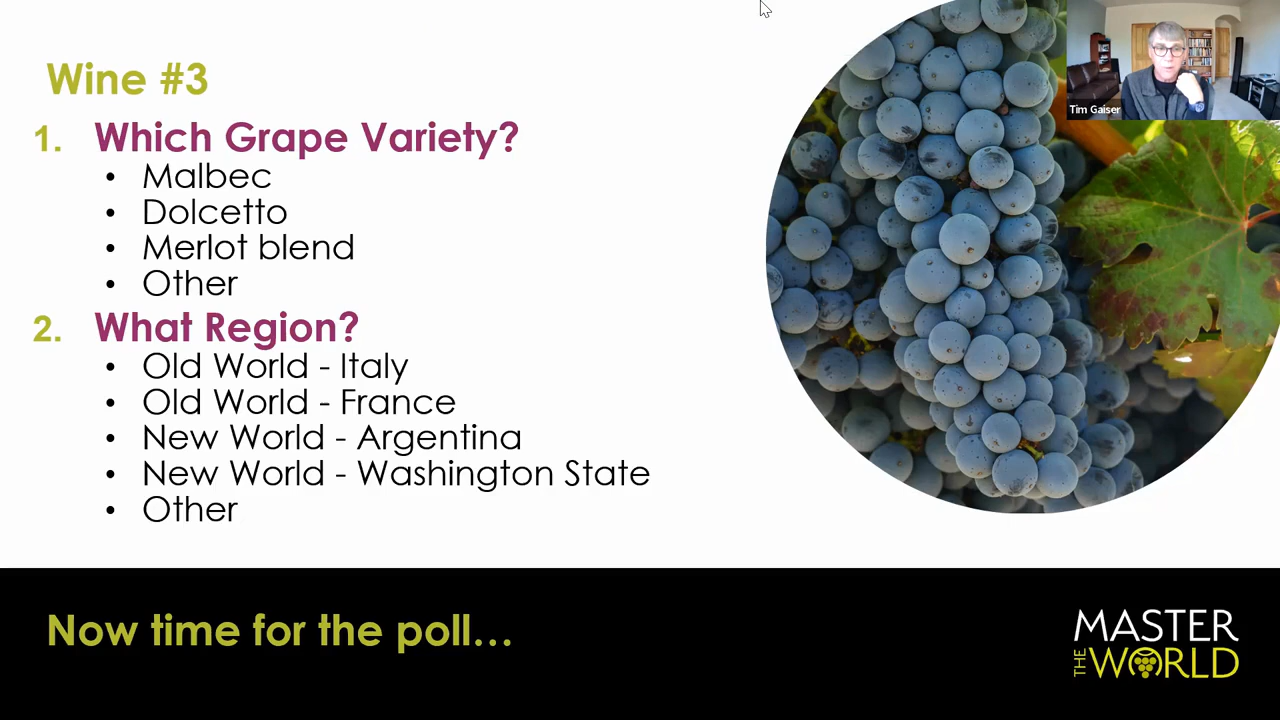 Wine #3
1. Which Grape Variety?
• Malbec
• Dolcetto
• Merlot blend
• Other
2. What Region?
• Old World - Italy
• Old World - France
• New World - Argentina
• New World - Washington State
• Other
Now time for the poll...
Tim Gaiser
MASTER
THE WORLD